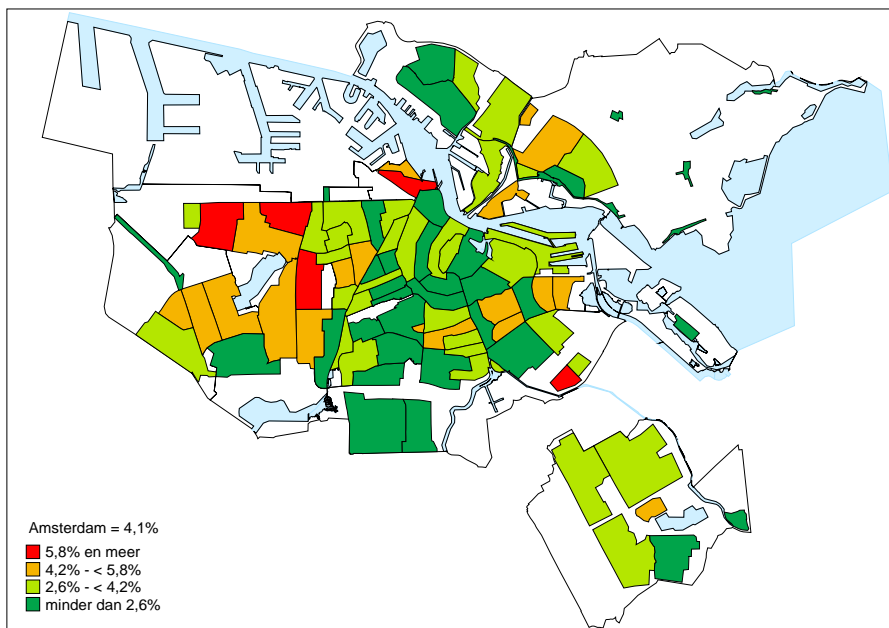 Amsterdam = 4,1%
5,8% en meer
4,2% - < 5,8%
2,6% - < 4,2%
minder dan 2,6%